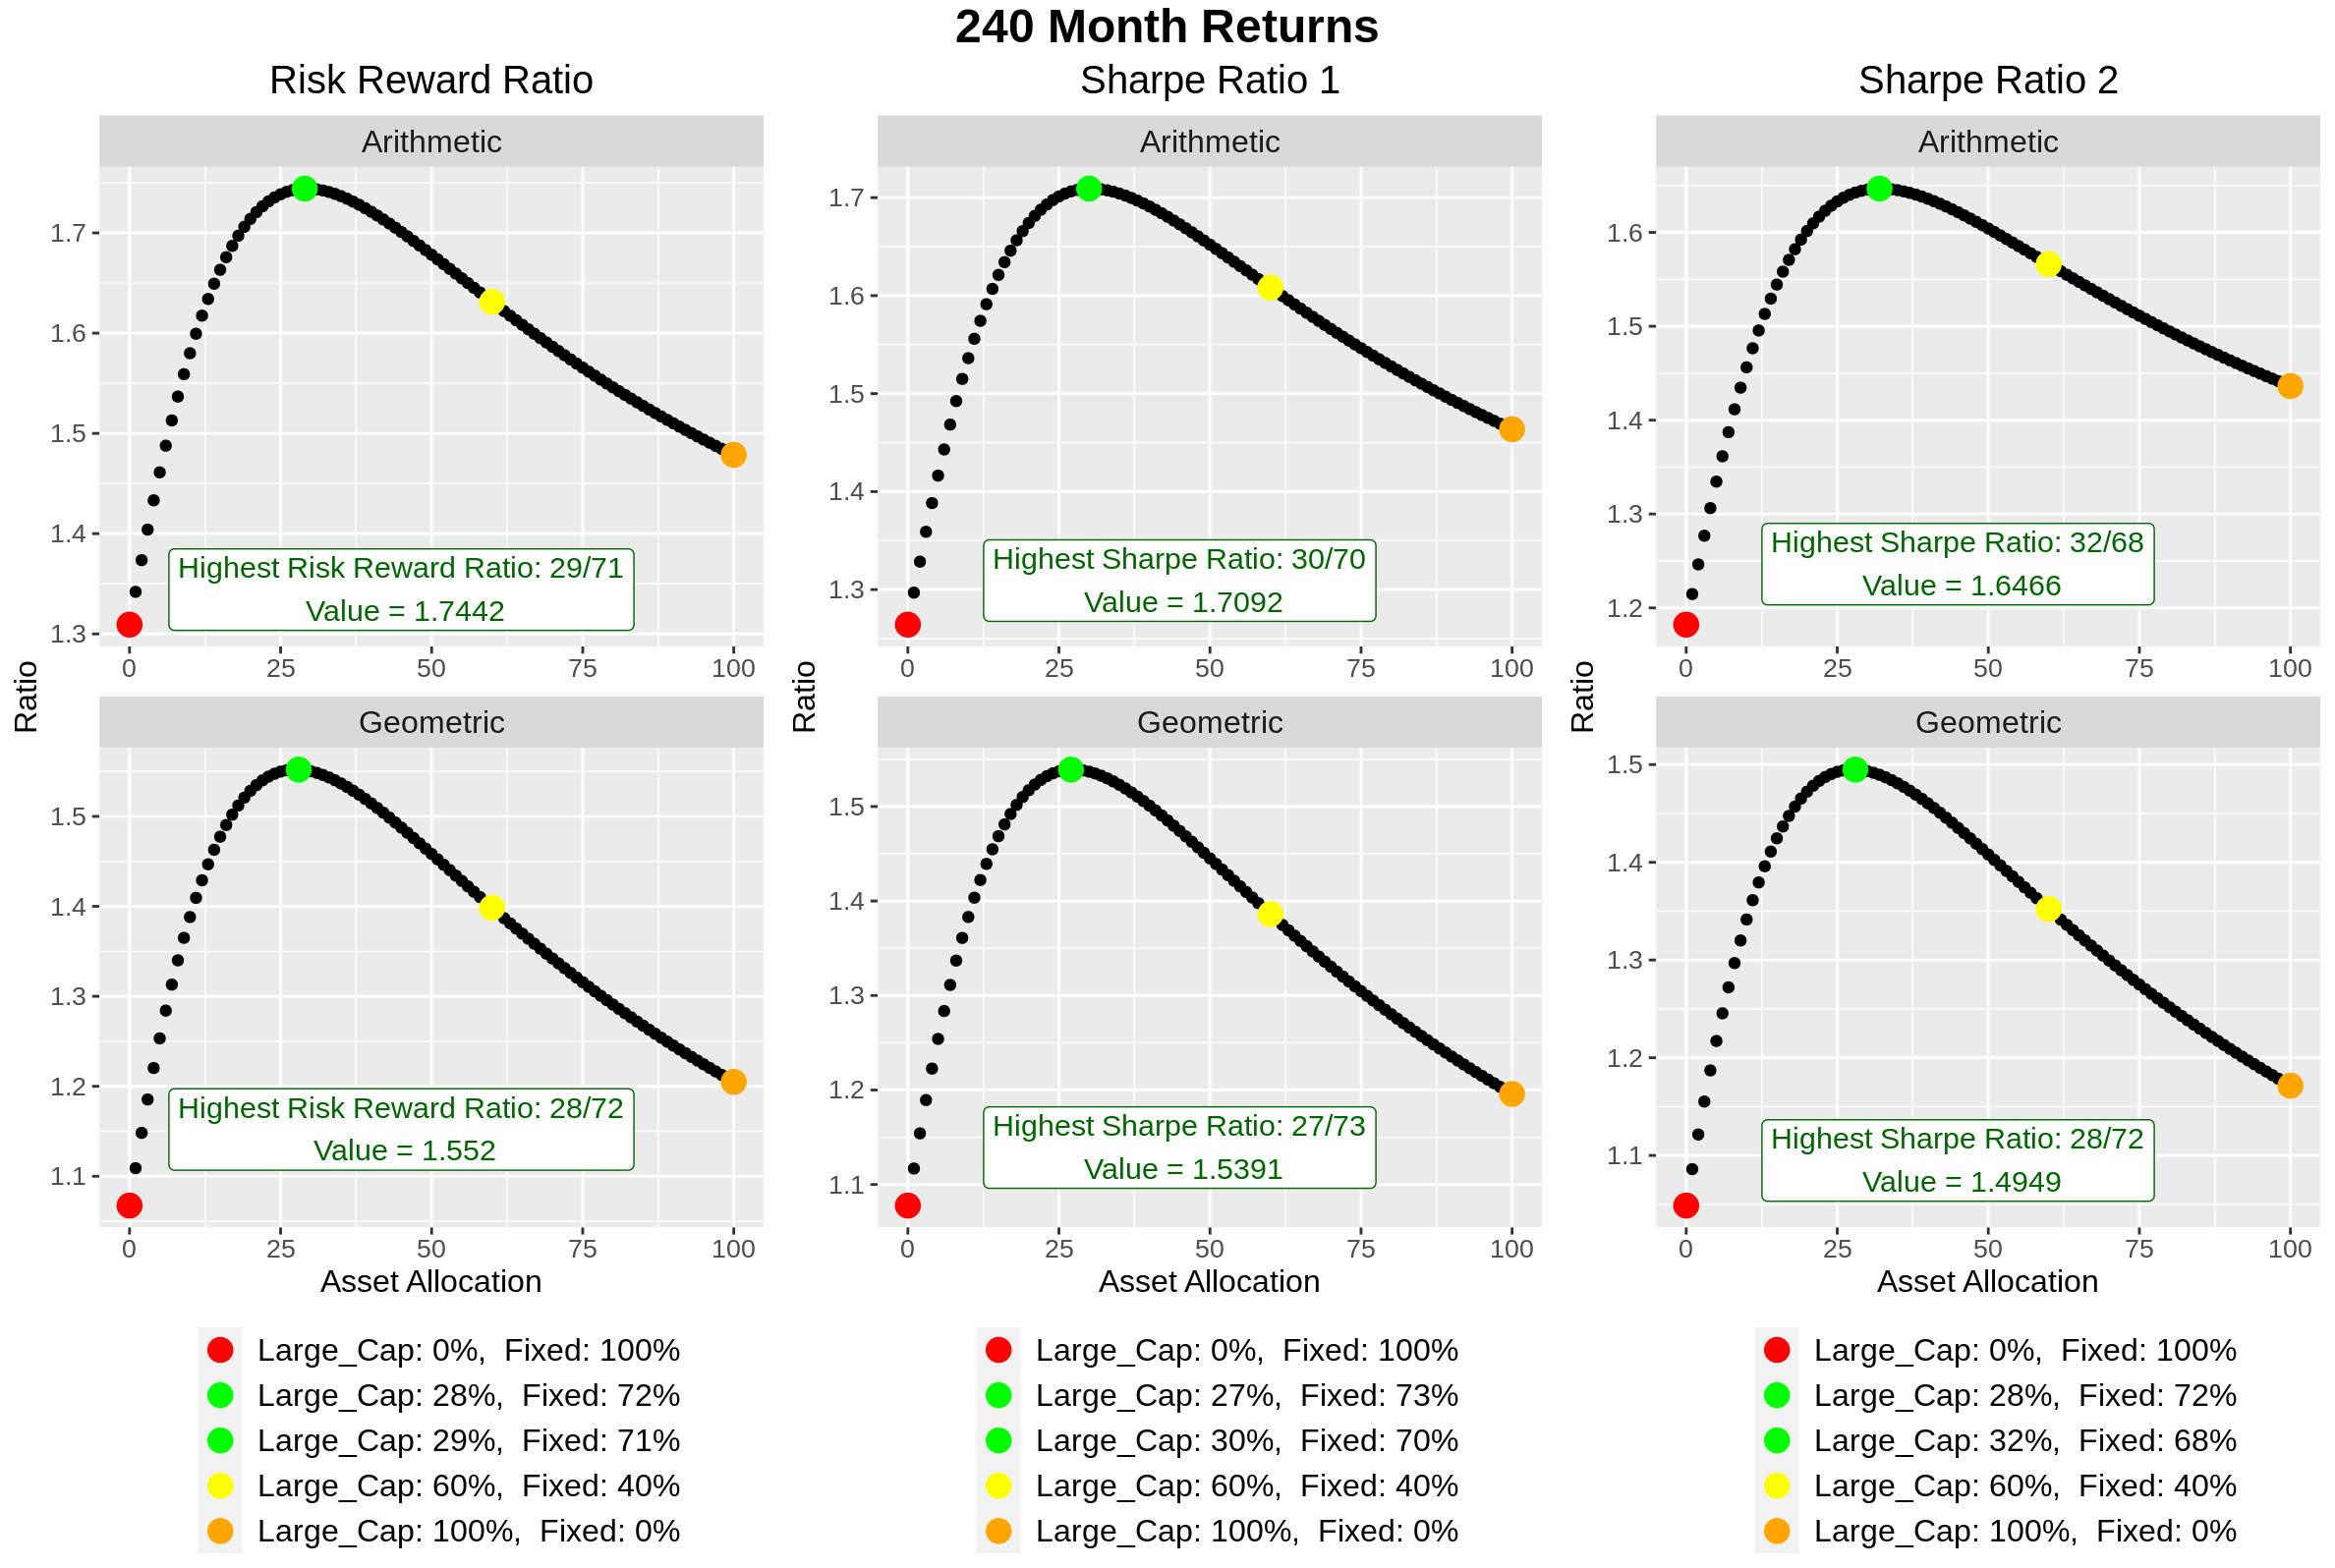 240 Month Returns
Risk Reward Ratio
Arithmetic
1.7
1.6
1.5
1.4
1.3
Highest Risk Reward Ratio: 29/71
Value = 1.7442
0 25 50 75 100
Ratio
Geometric
1.5
1.4
1.3
1.2
1.1
Highest Risk Reward Ratio: 28/72
Value = 1.552
0 25 50 75 100
Asset Allocation
Large_Cap: 0%, Fixed: 100%
Large_Cap: 28%, Fixed: 72%
Large_Cap: 29%, Fixed: 71%
Large_Cap: 60%, Fixed: 40%
Large_Cap: 100%, Fixed: 0%
Sharpe Ratio 1
Arithmetic
1.7
1.6
1.5
1.4
1.3
Highest Sharpe Ratio: 30/70
Value = 1.7092
0 25 50 75 100
Ratio
Geometric
1.5
1.4
1.3
1.2
1.1
Highest Sharpe Ratio: 27/73
Value = 1.5391
0 25 50 75 100
Asset Allocation
Large_Cap: 0%, Fixed: 100%
Large_Cap: 27%, Fixed: 73%
Large_Cap: 30%, Fixed: 70%
Large_Cap: 60%, Fixed: 40%
Large_Cap: 100%, Fixed: 0%
Sharpe Ratio 2
Arithmetic
1.6
1.5
1.4
1.3
1.2
Highest Sharpe Ratio: 32/68
Value = 1.6466
0 25 50 75 100
Ratio
Geometric
1.5
1.4
1.3
1.2
1.1
Highest Sharpe Ratio: 28/72
Value = 1.4949
0 25 50 75 100
Asset Allocation
Large_Cap: 0%, Fixed: 100%
Large_Cap: 28%, Fixed: 72%
Large_Cap: 32%, Fixed: 68%
Large_Cap: 60%, Fixed: 40%
Large_Cap: 100%, Fixed: 0%